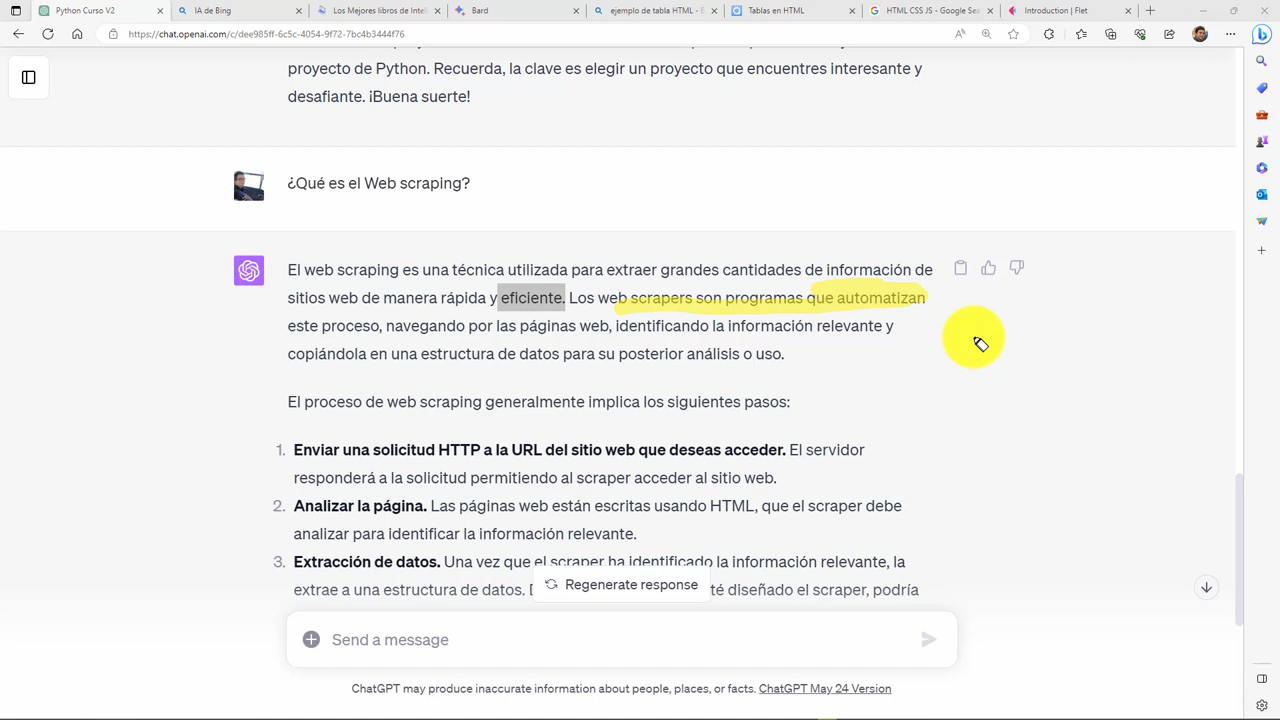 Python Curso V2
IA de Bing
Los Mejores libros de Inteli
Bard
ejemplo de tabla HTML - E
Tablas en HTML
HTML CSS JS - Google Sea
Introduction | Flet
https://chat.openai.com/c/dee985ff-6c5c-4054-9f72-7bc4b3444f76
proyecto de Python. Recuerda, la clave es elegir un proyecto que encuentres interesante y
desafiante. ¡Buena suerte!
¿Qué es el Web scraping?
El web scraping es una técnica utilizada para extraer grandes cantidades de información de
sitios web de manera rápida y eficiente. Los web scrapers son programas que automatizan
este proceso, navegando por las páginas web, identificando la información relevante y
copiándola en una estructura de datos para su posterior análisis o uso.
El proceso de web scraping generalmente implica los siguientes pasos:
1. Enviar una solicitud HTTP a la URL del sitio web que deseas acceder. El servidor
responderá a la solicitud permitiendo al scraper acceder al sitio web.
2. Analizar la página. Las páginas web están escritas usando HTML, que el scraper debe
analizar para identificar la información relevante.
3. Extracción de datos. Una vez que el scraper ha identificado la información relevante, la
extrae a una estructura de datos. té diseñado el scraper, podría
Regenerate response
Send a message
ChatGPT may produce inaccurate information about people, places, or facts. ChatGPT May 24 Version